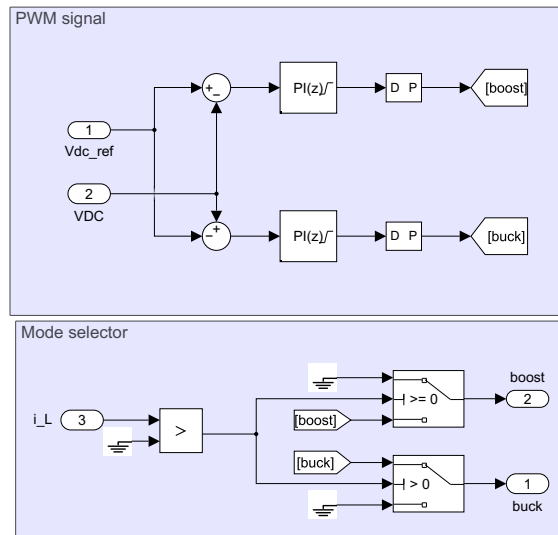 PWM signal
+
−
PI(z)
D P
[boost]
1
Vdc_ref
2
VDC
−
+
PI(z)
D P
[buck]
Mode selector
boost
i_L
3
>
>= 0
2
[boost]
[buck]
> 0
1
buck